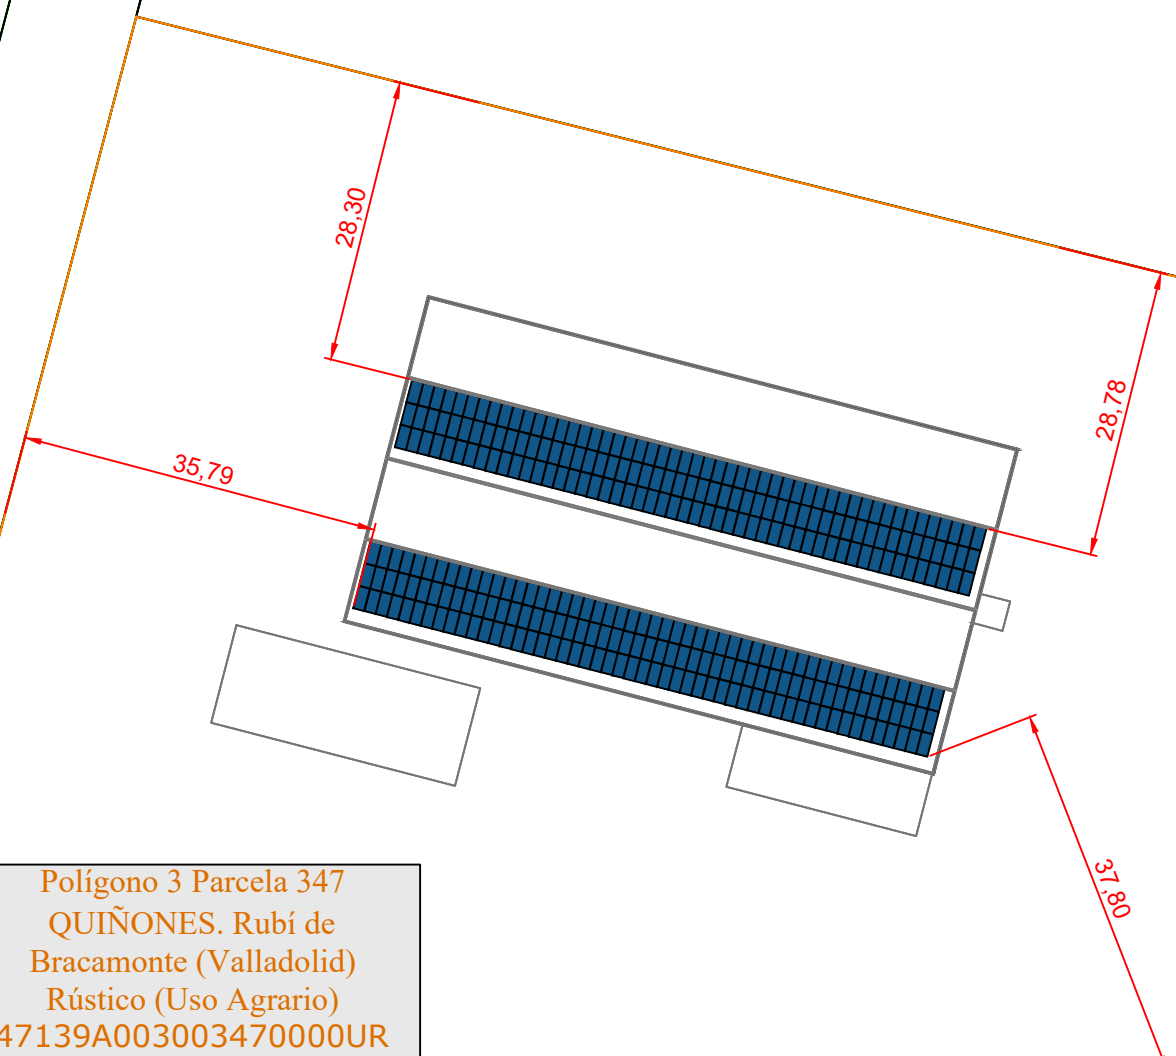 28,30
28,78
35,79
37,80
Polígono 3 Parcela 347
QUIÑONES. Rubí de
Bracamonte (Valladolid)
Rústico (Uso Agrario)
47139A003003470000UR